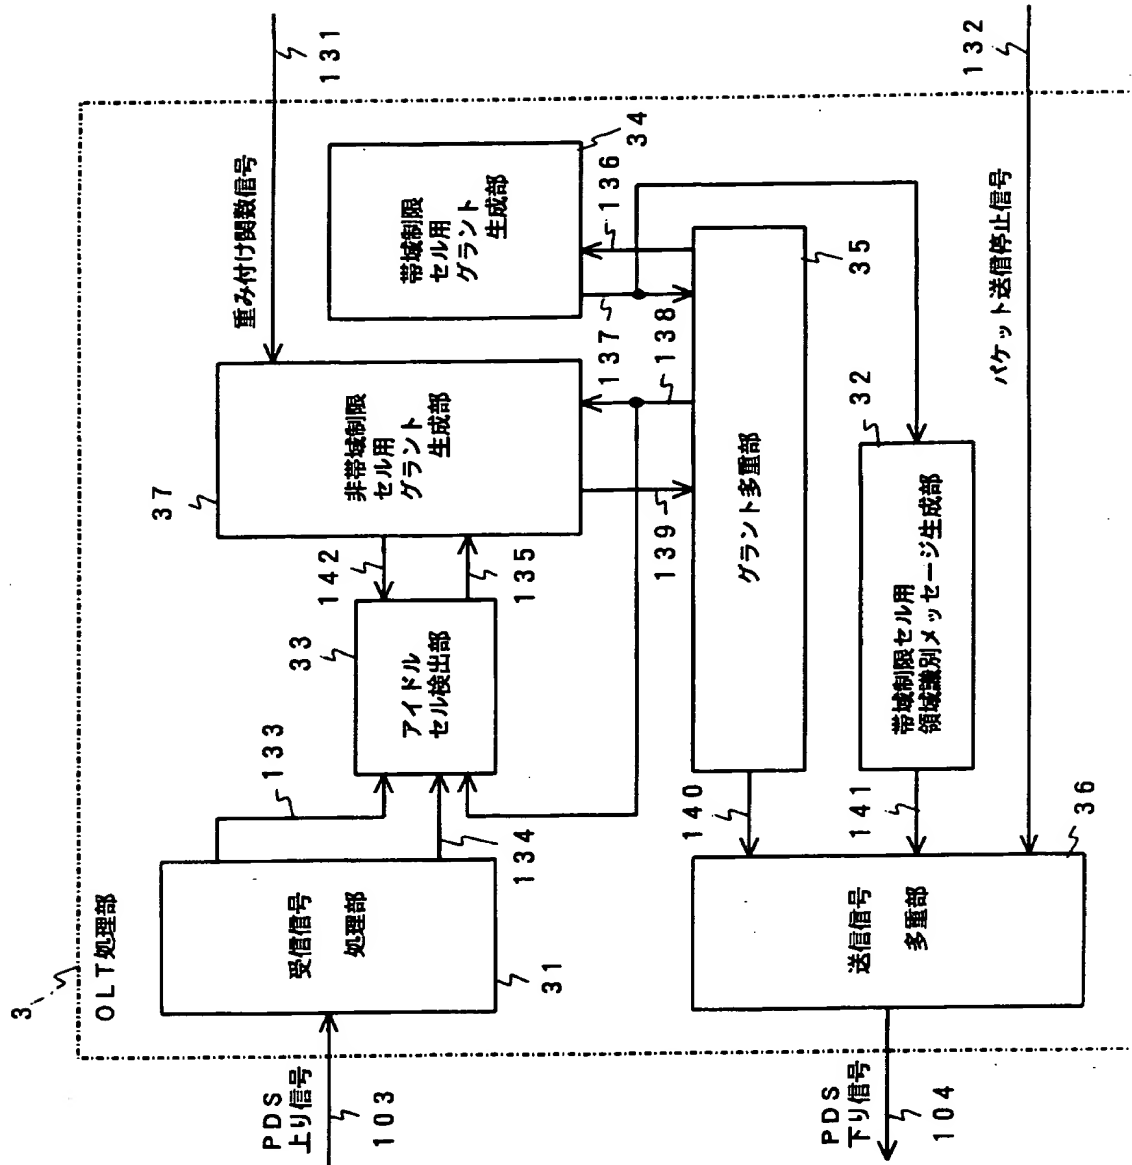 3
OLT処理部
PDS
上り信号
103
受信信号
処理部
31
133
134
アイドル
セル検出部
33
142
135
非帯域制限
セル用
グラント
生成部
37
重み付け関数信号
131
帯域制限
セル用
グラント
生成部
34
136
137
138
139
グラント多重部
35
帯域制限セル用
領域識別メッセージ生成部
32
140
141
パケット送信停止信号
132
送信信号
多重部
36
PDS
下り信号
104